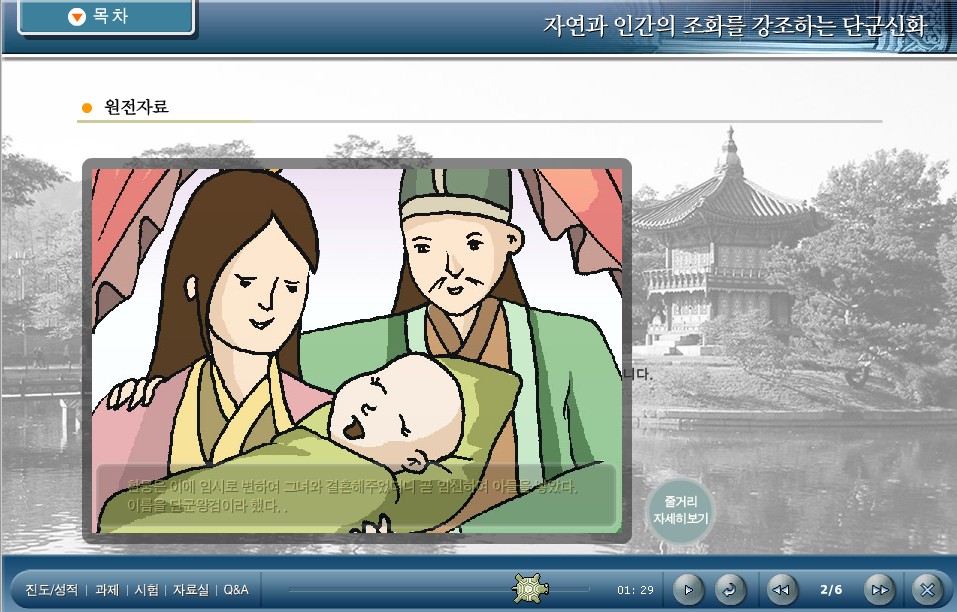 목차
자연과 인간의 조화를 강조하는 단군신화
원전자료
니다.
환웅은 이에 임시로 변하여 그녀와 결혼해주었더니 곧 임신하여 아들을 낳았다.
이름을 단군왕검이라 했다. .
줄거리
자세히보기
진도/성적 | 과제 | 시험 | 자료실 | Q&A
01: 29
2/6